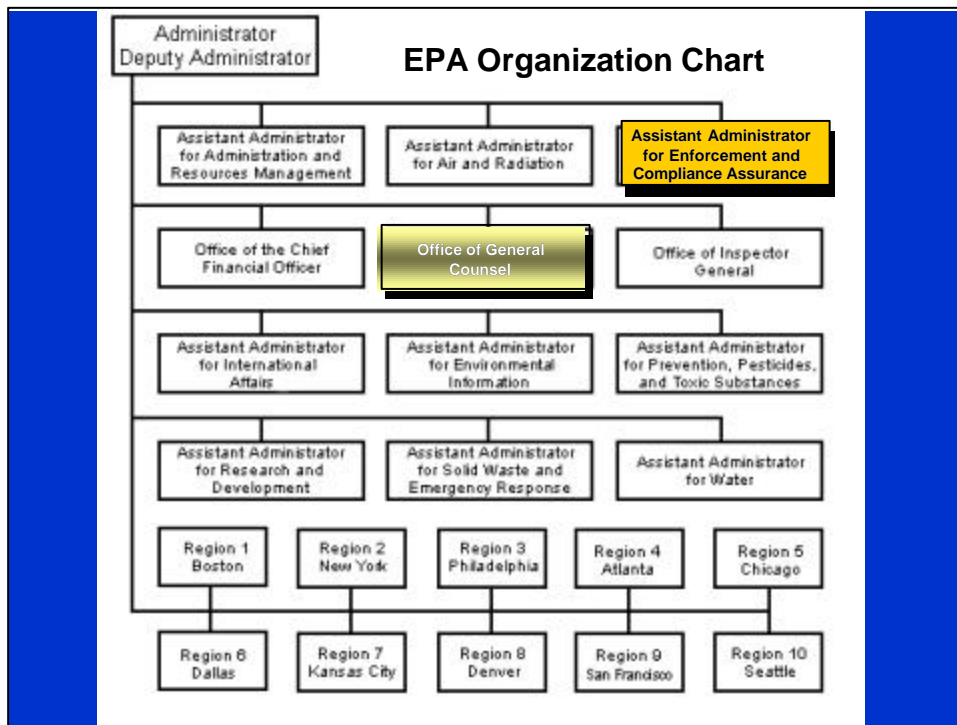 Administrator
Deputy Administrator
EPA Organization Chart
Assistant Administrator
for Administration and
Resources Management
Assistant Administrator
for Air and Radiation
Assistant Administrator
for Enforcement and
Compliance Assurance
Office of the Chief
Financial Officer
Office of General
Counsel
Office of Inspector
General
Assistant Administrator
for International
Affairs
Assistant Administrator
for Environmental
Information
Assistant Administrator
for Prevention, Pesticides,
and Toxic Substances
Assistant Administrator
for Research and
Development
Assistant Administrator
for Solid Waste and
Emergency Response
Assistant Administrator
for Water
Region 1
Boston
Region 2
New York
Region 3
Philadelphia
Region 4
Atlanta
Region 5
Chicago
Region 6
Dallas
Region 7
Kansas City
Region 8
Denver
Region 9
San Francisco
Region 10
Seattle